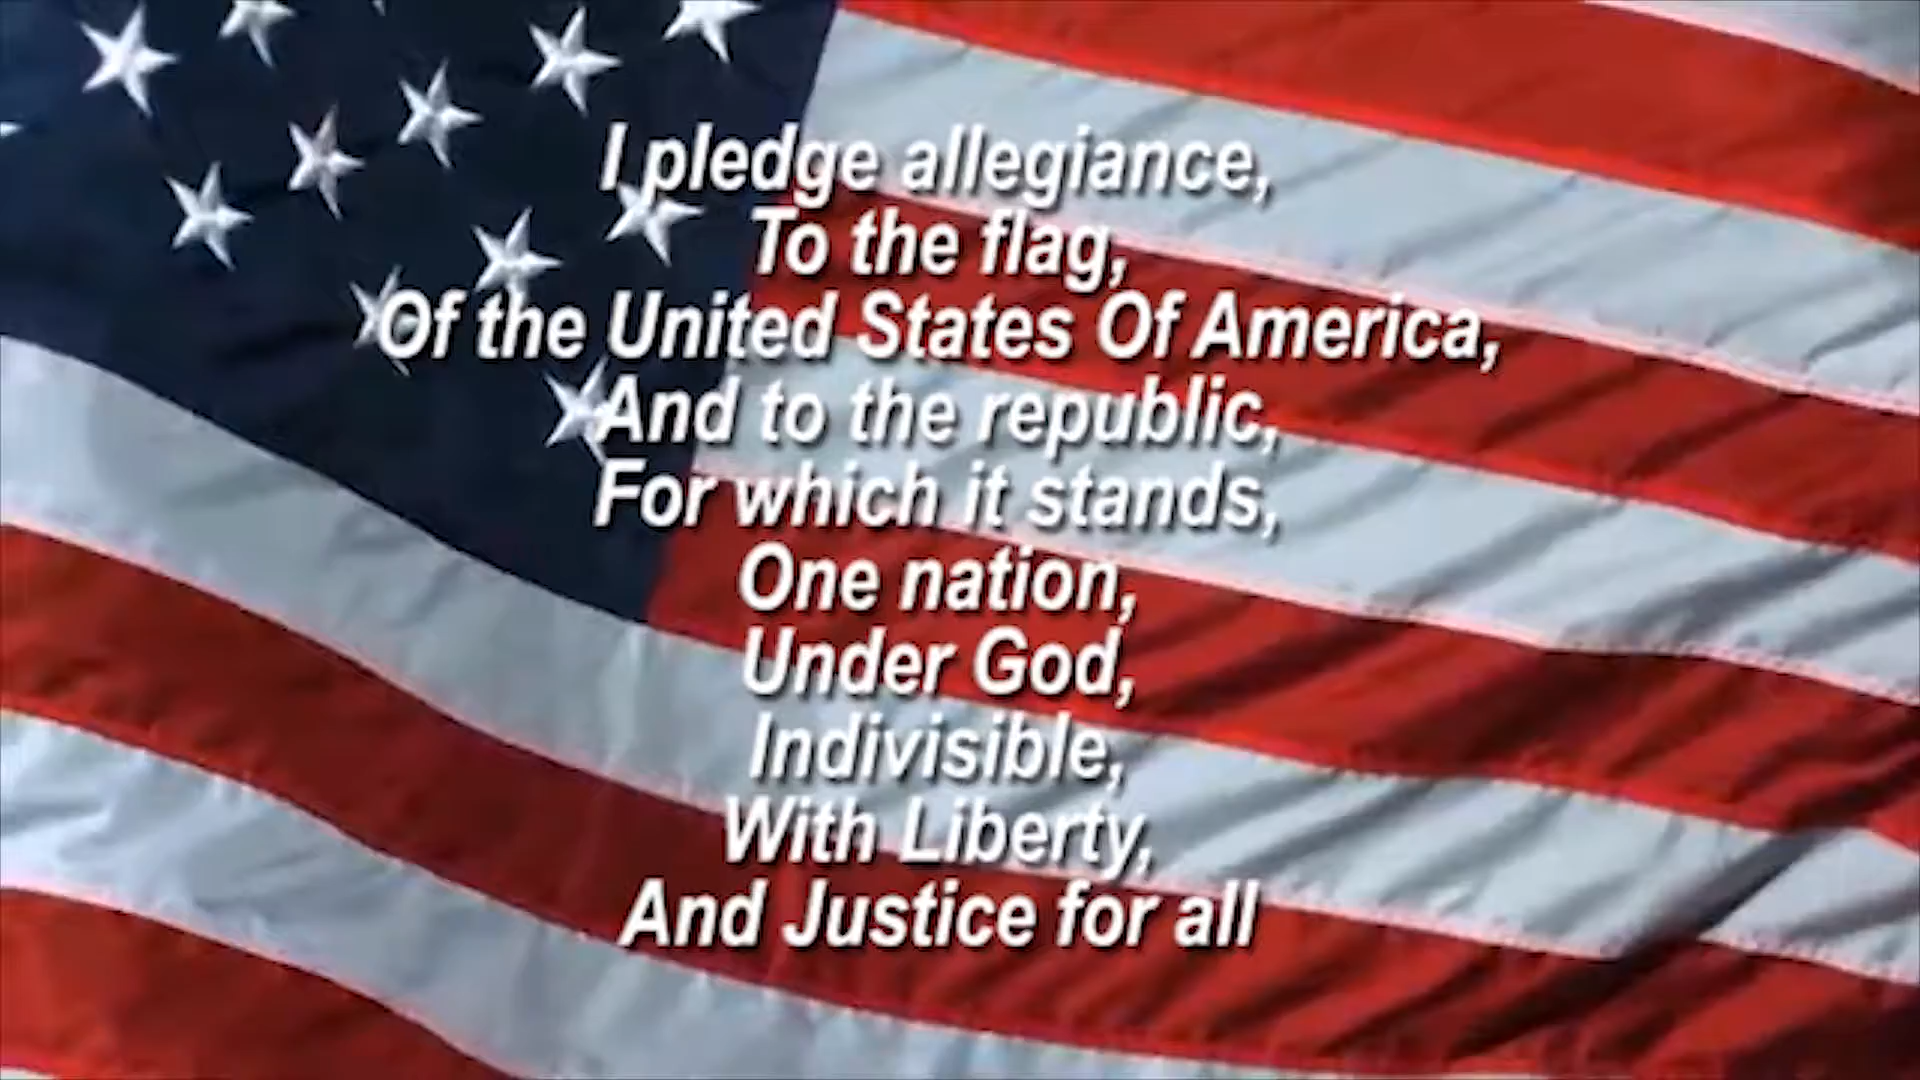 I pledge allegiance,
To the flag,
Of the United States Of America,
And to the republic,
For which it stands,
One nation,
Under God,
Indivisible,
With Liberty,
And Justice for all